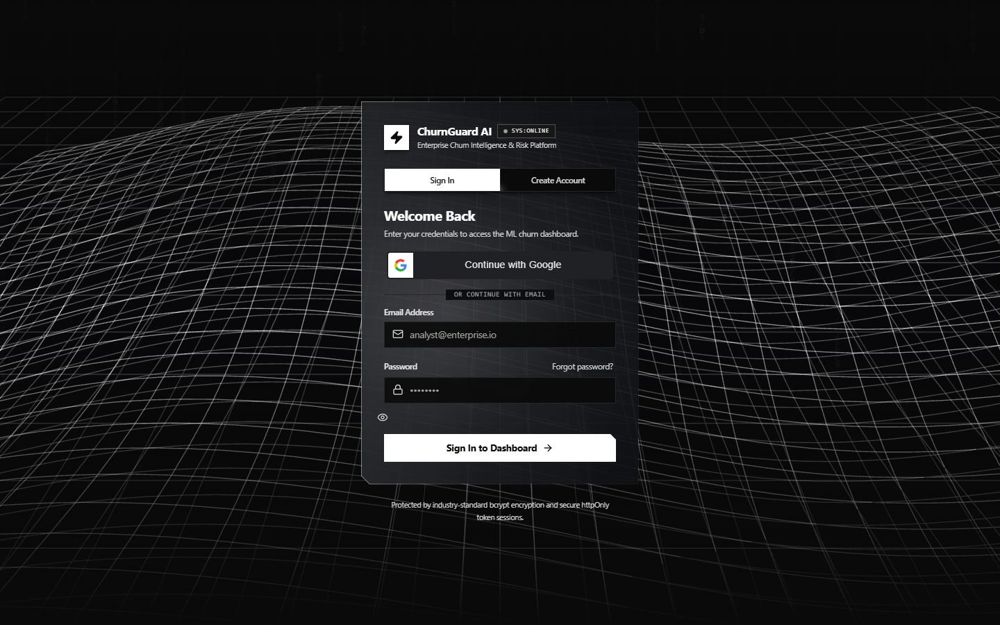 ChurnGuard AI
SYS:ONLINE
Enterprise Churn Intelligence & Risk Platform
Sign In
Create Account
Welcome Back
Enter your credentials to access the ML churn dashboard.
Continue with Google
OR CONTINUE WITH EMAIL
Email Address
analyst@enterprise.io
Password
Forgot password?
••••••••
Sign In to Dashboard →
Protected by industry-standard bcrypt encryption and secure httpOnly
token sessions.